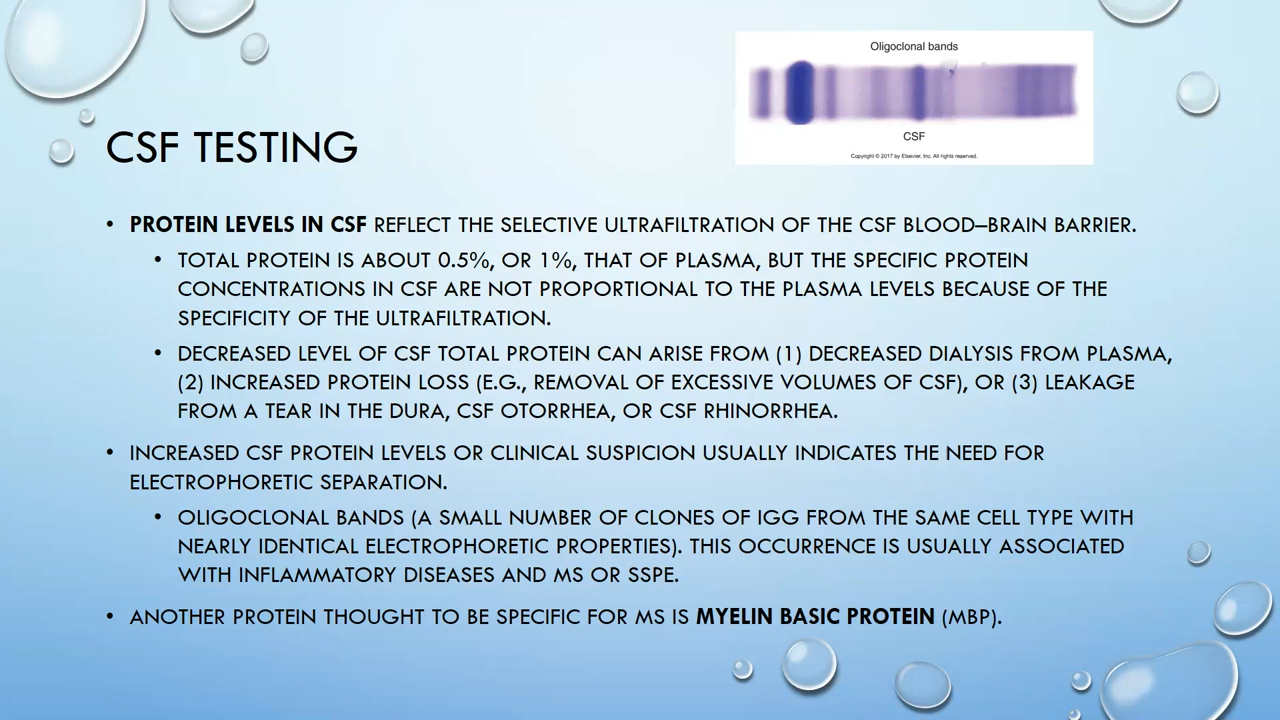 Oligoclonal bands
CSF
Copyright © 2017 by Elsevier, Inc. All rights reserved.
CSF TESTING
• PROTEIN LEVELS IN CSF REFLECT THE SELECTIVE ULTRAFILTRATION OF THE CSF BLOOD–BRAIN BARRIER.
• TOTAL PROTEIN IS ABOUT 0.5%, OR 1%, THAT OF PLASMA, BUT THE SPECIFIC PROTEIN
CONCENTRATIONS IN CSF ARE NOT PROPORTIONAL TO THE PLASMA LEVELS BECAUSE OF THE
SPECIFICITY OF THE ULTRAFILTRATION.
• DECREASED LEVEL OF CSF TOTAL PROTEIN CAN ARISE FROM (1) DECREASED DIALYSIS FROM PLASMA,
(2) INCREASED PROTEIN LOSS (E.G., REMOVAL OF EXCESSIVE VOLUMES OF CSF), OR (3) LEAKAGE
FROM A TEAR IN THE DURA, CSF OTORRHEA, OR CSF RHINORRHEA.
• INCREASED CSF PROTEIN LEVELS OR CLINICAL SUSPICION USUALLY INDICATES THE NEED FOR
ELECTROPHORETIC SEPARATION.
• OLIGOCLONAL BANDS (A SMALL NUMBER OF CLONES OF IGG FROM THE SAME CELL TYPE WITH
NEARLY IDENTICAL ELECTROPHORETIC PROPERTIES). THIS OCCURRENCE IS USUALLY ASSOCIATED
WITH INFLAMMATORY DISEASES AND MS OR SSPE.
• ANOTHER PROTEIN THOUGHT TO BE SPECIFIC FOR MS IS MYELIN BASIC PROTEIN (MBP).